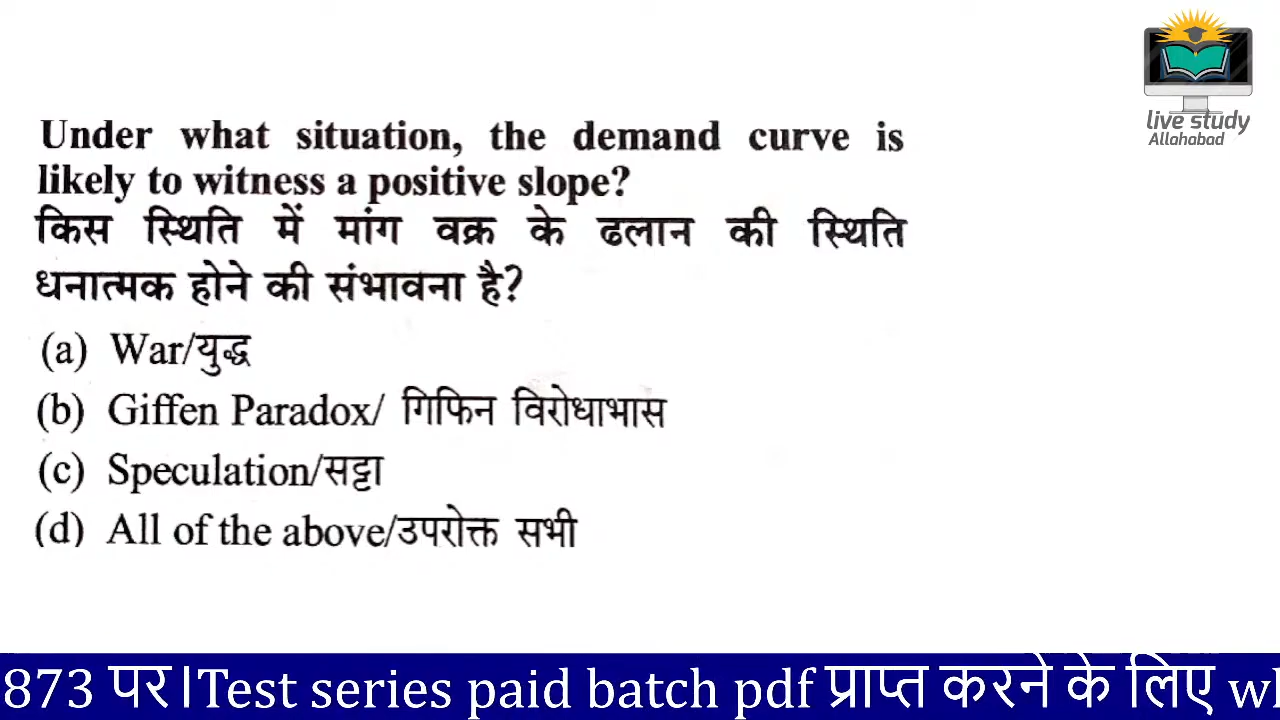 live study
Allahabad
Under what situation, the demand curve is
likely to witness a positive slope?
किस स्थिति में मांग वक्र के ढलान की स्थिति
धनात्मक होने की संभावना है?
(a) War/युद्ध
(b) Giffen Paradox/ गिफिन विरोधाभास
(c) Speculation/सट्टा
(d) All of the above/उपरोक्त सभी
873 पर।Test series paid batch pdf प्राप्त करने के लिए